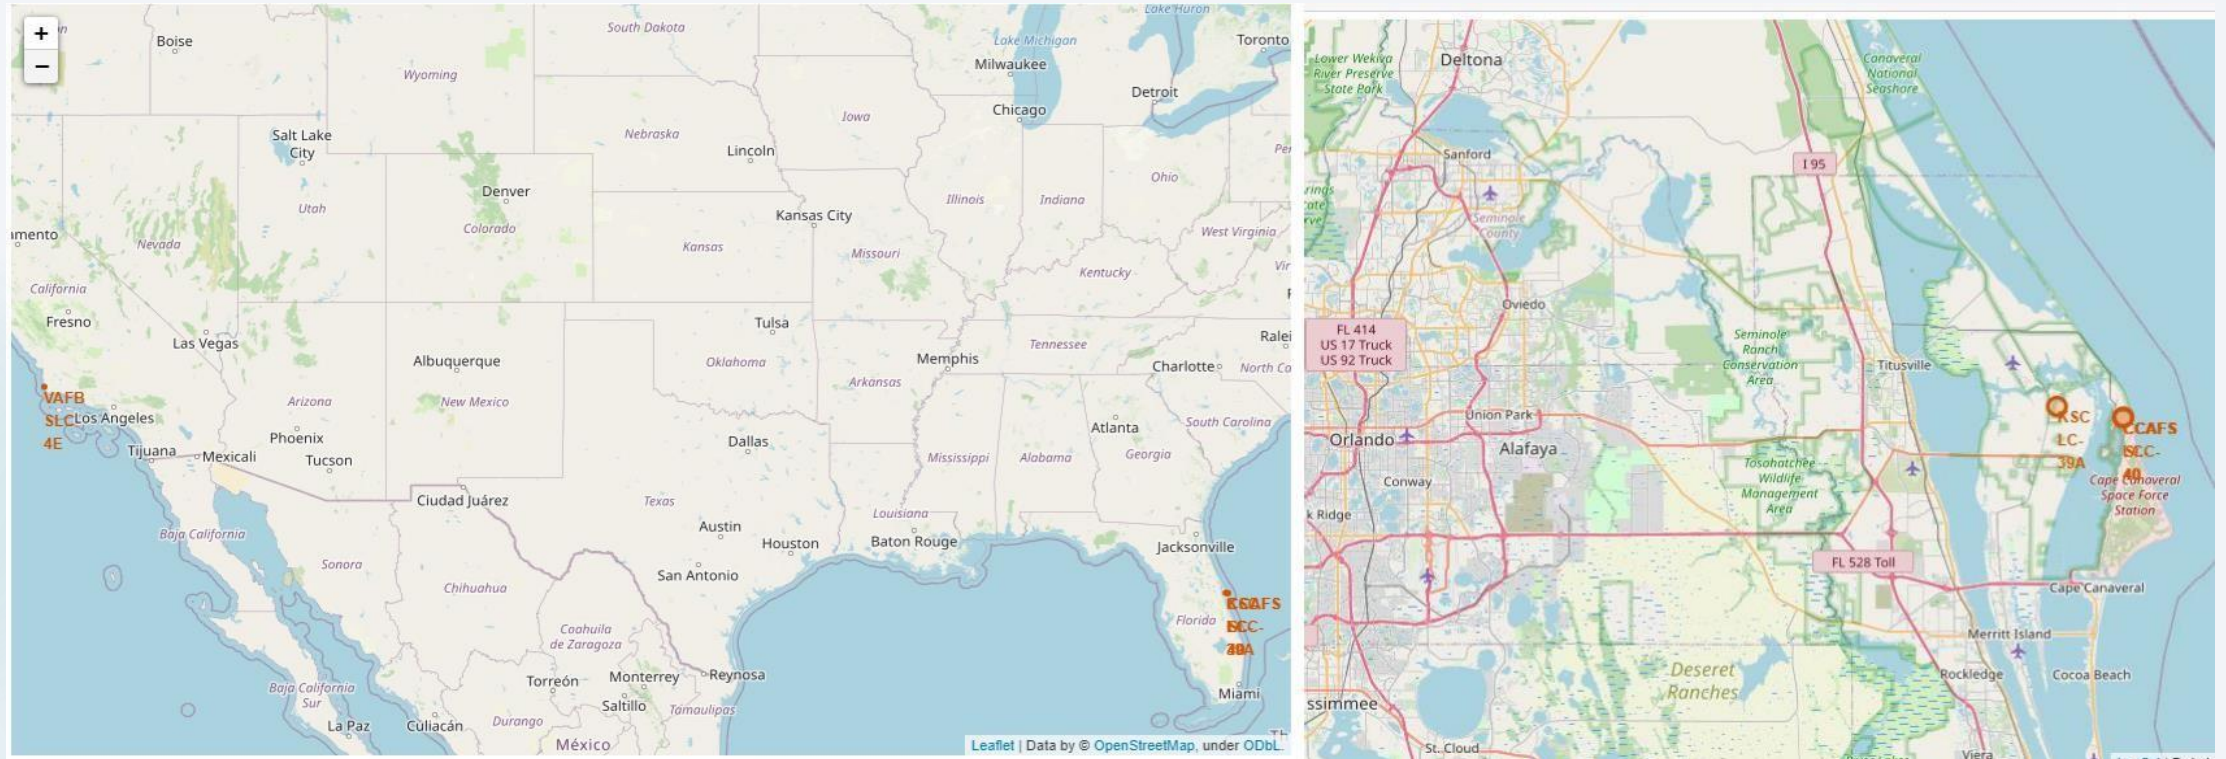 +
−
Boise
South Dakota
Lake Huron
Toronto
Lake Michigan
Milwaukee
Wyoming
Detroit
Chicago
Iowa
Salt Lake
City
Nebraska
Lincoln
Ohio
Denver
Utah
Illinois
Indiana
Kansas City
Colorado
West Virginia
Nevada
Kansas
Missouri
Kentucky
California
Fresno
Las Vegas
Tulsa
Albuquerque
Oklahoma
Memphis
Tennessee
Charlotte
Arkansas
VAFB
SLC-
4E
Los Angeles
Arizona
New Mexico
Phoenix
Dallas
Atlanta
South Carolina
Tijuana
Mexicali
Tucson
Mississippi
Alabama
Georgia
Ciudad Juárez
Texas
Louisiana
Baja California
Austin
Houston
Baton Rouge
Jacksonville
Sonora
San Antonio
Chihuahua
Florida
Coahuila
de Zaragoza
Baja California
Sur
Torreón
Monterrey
Reynosa
Miami
La Paz
Culiacán
Durango
Saltillo
Tamaulipas
México
Leaflet | Data by © OpenStreetMap, under ODbL.
Lower Wekiva
River Preserve
State Park
Deltona
Canaveral
National
Seashore
Sanford
I 95
Seminole
County
Oviedo
FL 414
US 17 Truck
US 92 Truck
Seminole
Ranch
Conservation
Area
Titusville
Union Park
Orlando
Alafaya
KSC
LC-
39A
CCAFS
Conway
Tosohatchee
Wildlife
Management
Area
Cape Canaveral
Space Force
Station
FL 528 Toll
Cape Canaveral
Merritt Island
Deseret
Ranches
Rockledge
Cocoa Beach
St. Cloud
Viera